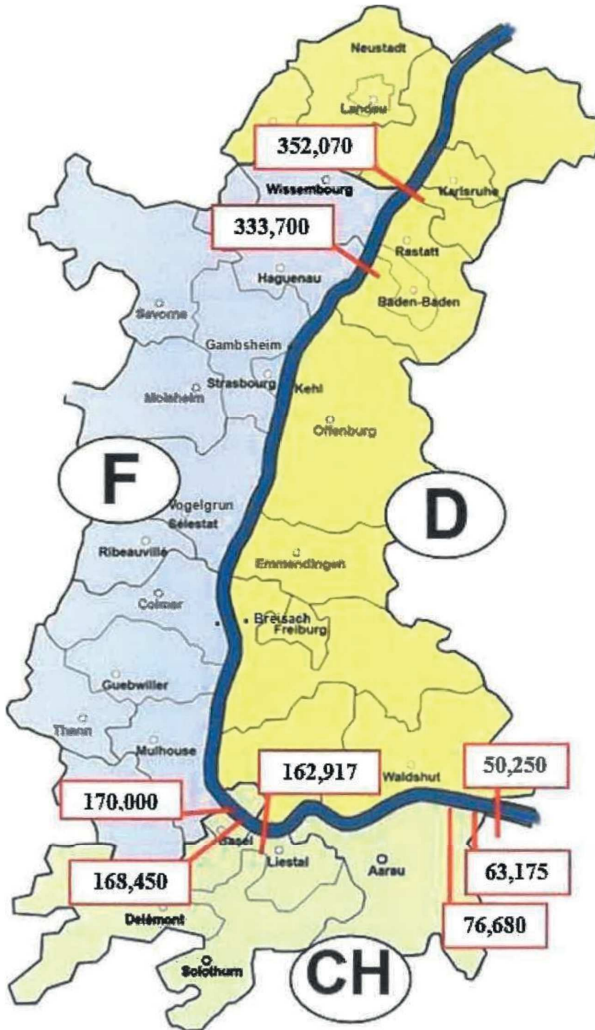 Neustadt
Landau
352,070
Wissembourg
Karlsruhe
333,700
Rastatt
Haguenau
Baden-Baden
Saverne
Gambsheim
Strasbourg
Kehl
Molsheim
Offenburg
F
D
Vogelgrun
Sélestat
Ribeauvillé
Emmendingen
Colmar
Breisach
Freiburg
Guebwiller
Thann
Mulhouse
162,917
Waldshut
50,250
170.000
Basel
Liestal
Aarau
168,450
63,175
Delémont
76,680
Solothurn
CH